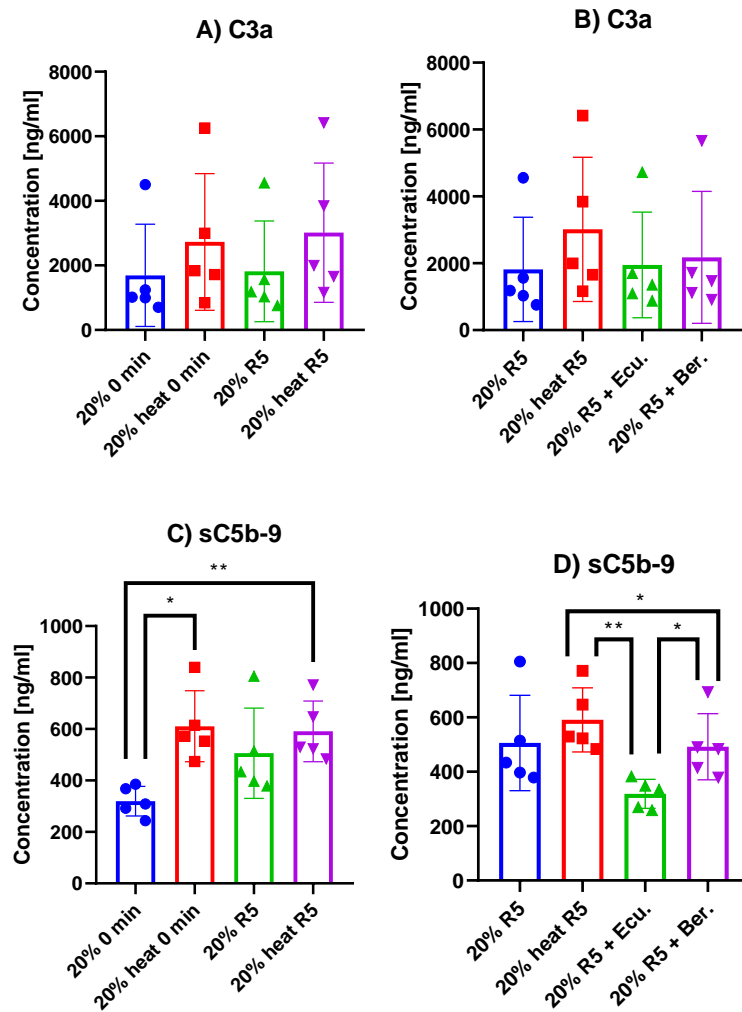 A) C3a
Concentration [ng/ml]
8000
6000
4000
2000
0
20% 0 min
20% heat 0 min
20% R5
20% heat R5
B) C3a
Concentration [ng/ml]
8000
6000
4000
2000
0
20% R5
20% heat R5
20% R5 + Ecu.
20% R5 + Ber.
C) sC5b-9
**
*
Concentration [ng/ml]
1000
800
600
400
200
0
20% 0 min
20% heat 0 min
20% R5
20% heat R5
D) sC5b-9
*
**
*
Concentration [ng/ml]
1000
800
600
400
200
0
20% R5
20% heat R5
20% R5 + Ecu.
20% R5 + Ber.